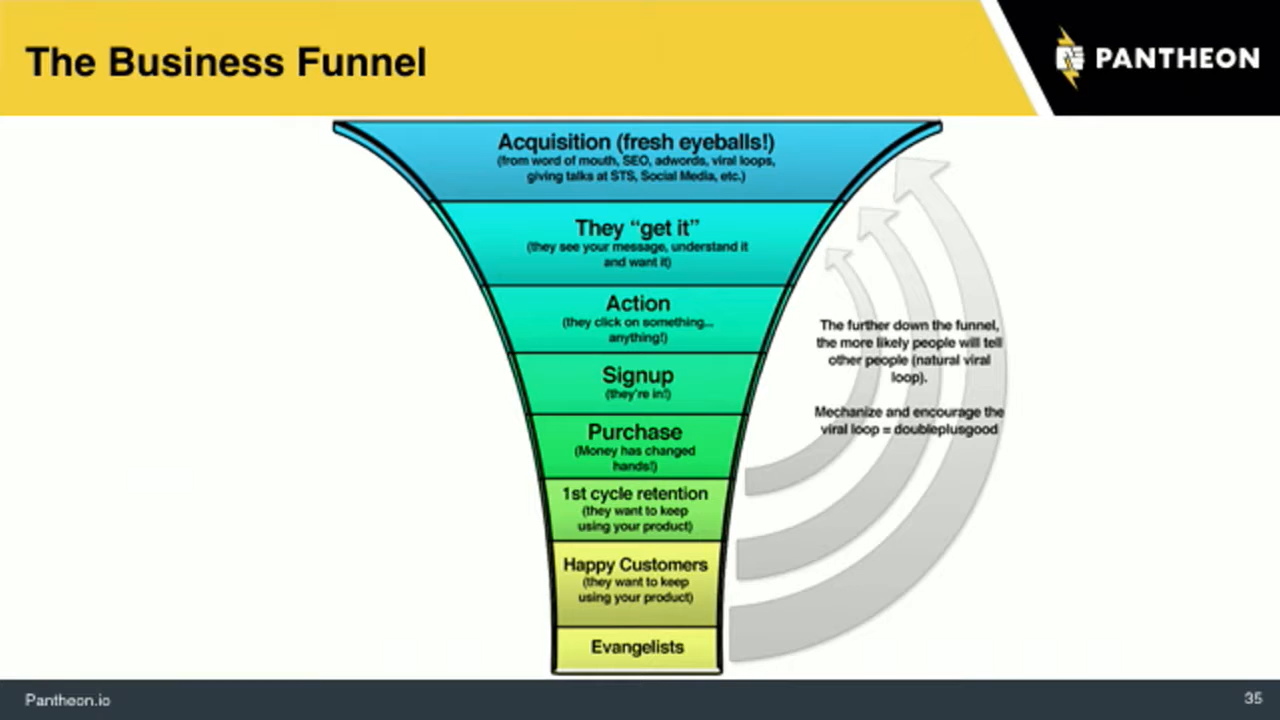 The Business Funnel
PANTHEON
Acquisition (fresh eyeballs!)
(from word of mouth, SEO, adwords, viral loops,
giving talks at STS, Social Media, etc.)
They “get it”
(they see your message, understand it
and want it)
Action
(they click on something...
anything!)
Signup
(they're in!)
Purchase
(Money has changed
hands!)
1st cycle retention
(they want to keep
using your product)
Happy Customers
(they want to keep
using your product)
Evangelists
The further down the funnel,
the more likely people will tell
other people (natural viral
loop).
Mechanize and encourage the
viral loop = doubleplusgood
Pantheon.io
35